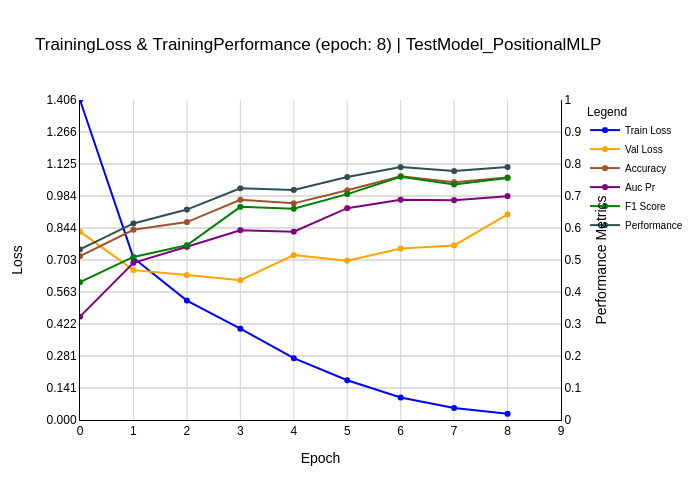 TrainingLoss & TrainingPerformance (epoch: 8) | TestModel_PositionalMLP
1.406
1.266
1.125
0.984
0.844
0.703
0.563
0.422
0.281
0.141
0.000
Loss
0 1 2 3 4 5 6 7 8 9
Epoch
1
0.9
0.8
0.7
0.6
0.5
0.4
0.3
0.2
0.1
0
Performance Metrics
Legend
Train Loss
Val Loss
Accuracy
Auc Pr
F1 Score
Performance